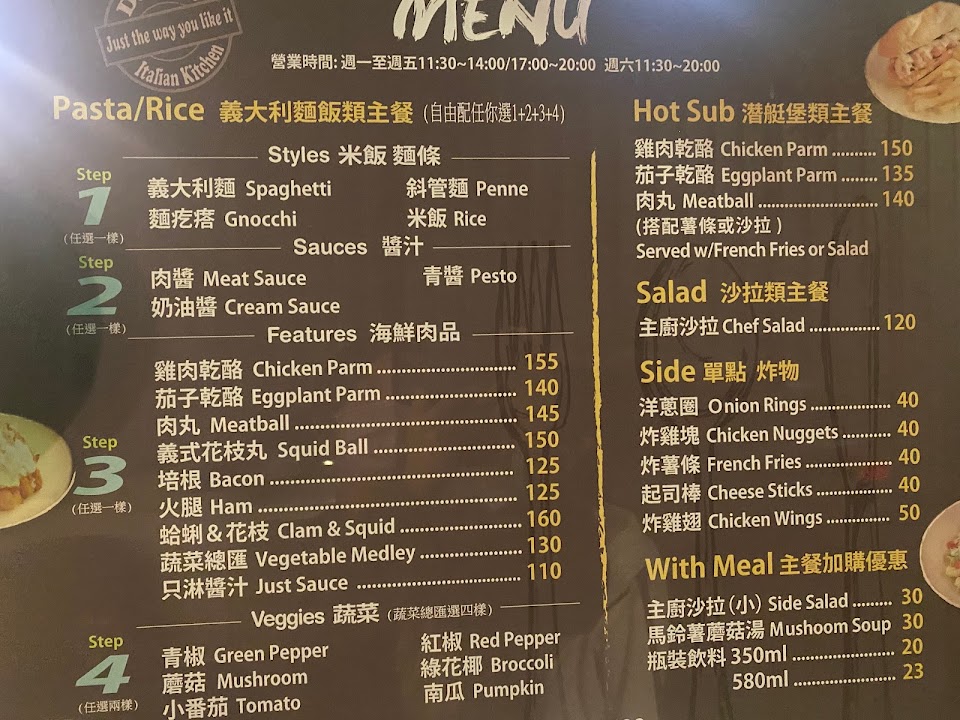 Just the way you like it
Italian Kitchen
MENU
營業時間: 週一至週五11:30~14:00/17:00~20:00 週六11:30~20:00
Pasta/Rice 義大利麵飯類主餐 (自由配任你選1+2+3+4)
Styles 米飯 麵條
Step
1
(任選一樣)
義大利麵 Spaghetti 斜管麵 Penne
麵疙瘩 Gnocchi 米飯 Rice
Sauces 醬汁
Step
2
(任選一樣)
肉醬 Meat Sauce 青醬 Pesto
奶油醬 Cream Sauce
Features 海鮮肉品
Step
3
(任選一樣)
雞肉乾酪 Chicken Parm 155
茄子乾酪 Eggplant Parm 140
肉丸 Meatball 145
義式花枝丸 Squid Ball 150
培根 Bacon 125
火腿 Ham 125
蛤蜊&花枝 Clam & Squid 160
蔬菜總匯 Vegetable Medley 130
只淋醬汁 Just Sauce 110
Veggies 蔬菜 (蔬菜總匯選四樣)
Step
4
(任選兩樣)
青椒 Green Pepper 紅椒 Red Pepper
蘑菇 Mushroom 綠花椰 Broccoli
小番茄 Tomato 南瓜 Pumpkin
Hot Sub 潛艇堡類主餐
雞肉乾酪 Chicken Parm 150
茄子乾酪 Eggplant Parm 135
肉丸 Meatball 140
(搭配薯條或沙拉)
Served w/French Fries or Salad
Salad 沙拉類主餐
主廚沙拉 Chef Salad 120
Side 單點 炸物
洋蔥圈 Onion Rings 40
炸雞塊 Chicken Nuggets 40
炸薯條 French Fries 40
起司棒 Cheese Sticks 40
炸雞翅 Chicken Wings 50
With Meal 主餐加購優惠
主廚沙拉(小) Side Salad 30
馬鈴薯蘑菇湯 Mushoom Soup 30
瓶裝飲料 350ml 20
580ml 23